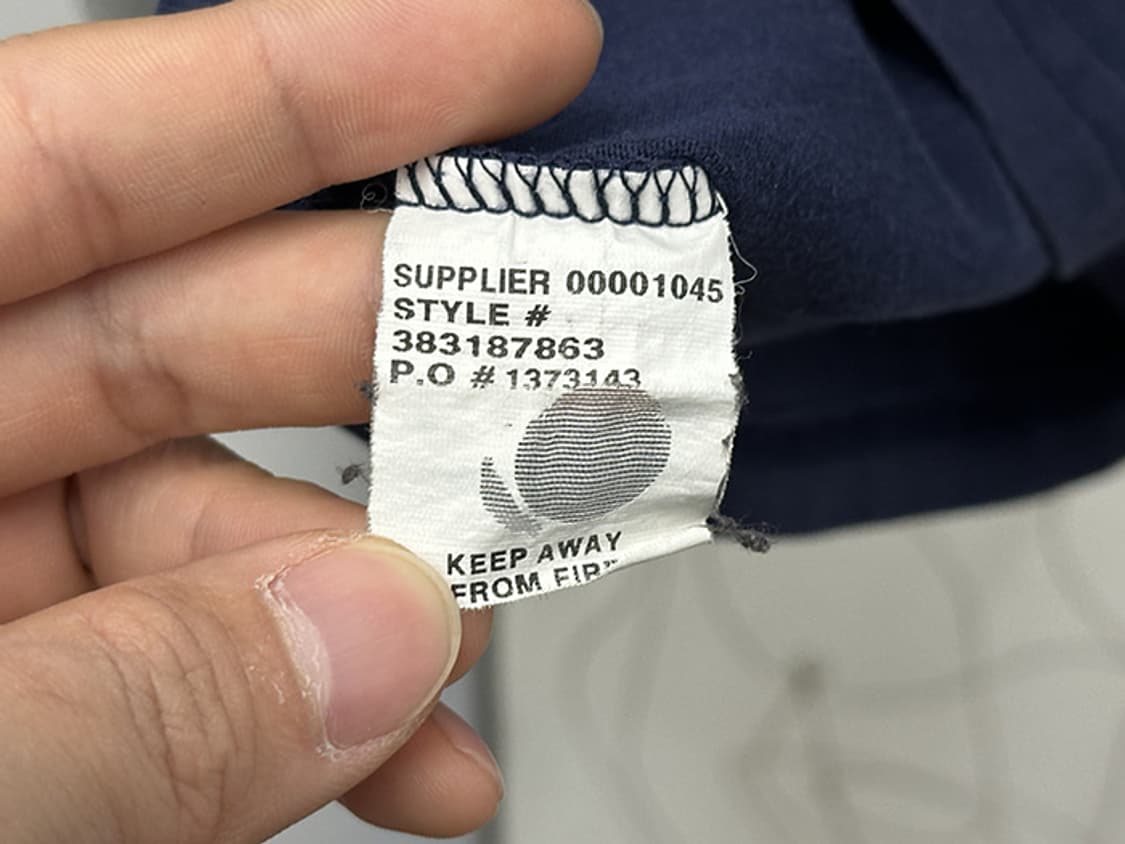 SUPPLIER 00001045
STYLE #
383187863
P.O # 1373143
KEEP AWAY
FROM